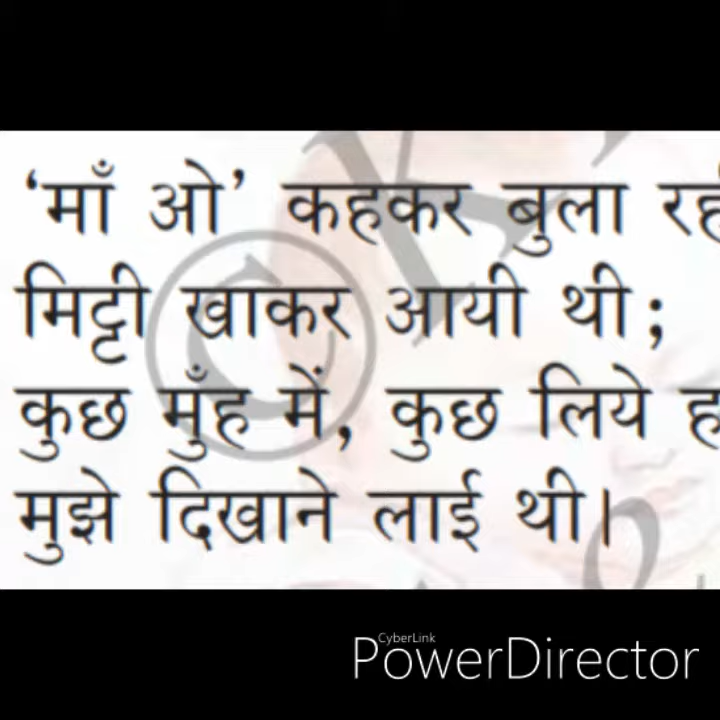 ‘माँ ओ’ कहकर बुला
मिट्टी खाकर आयी थी;
कुछ मुँह में, कुछ लिये
मुझे दिखाने लाई थी।
CyberLink
PowerDirector